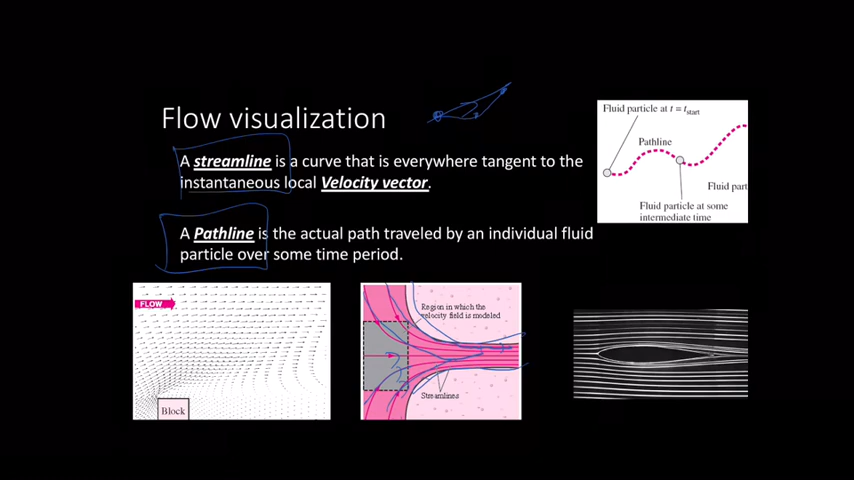 Flow visualization
A streamline is a curve that is everywhere tangent to the
instantaneous local Velocity vector.
A Pathline is the actual path traveled by an individual fluid
particle over some time period.
Fluid particle at t = tstart
Pathline
Fluid part
Fluid particle at some
intermediate time
FLOW
Block
Region in which the
velocity field is modeled
Streamlines